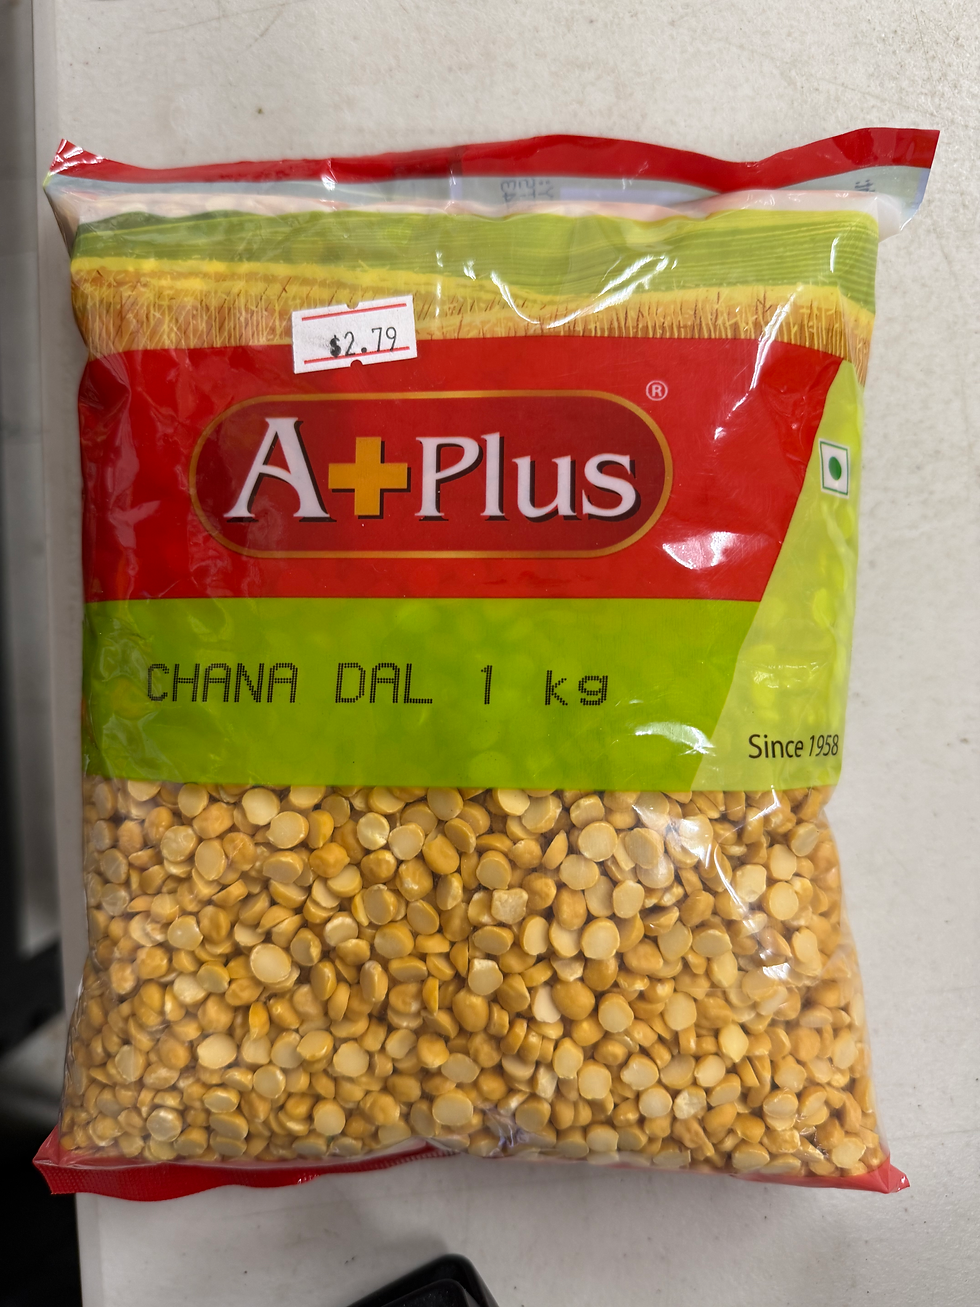 $2.79
A+Plus
®
CHANA DAL 1 kg
Since 1958